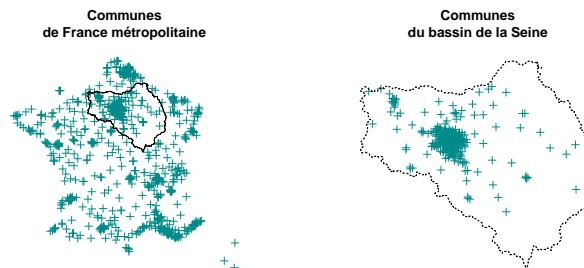 Communes
de France métropolitaine
Communes
du bassin de la Seine